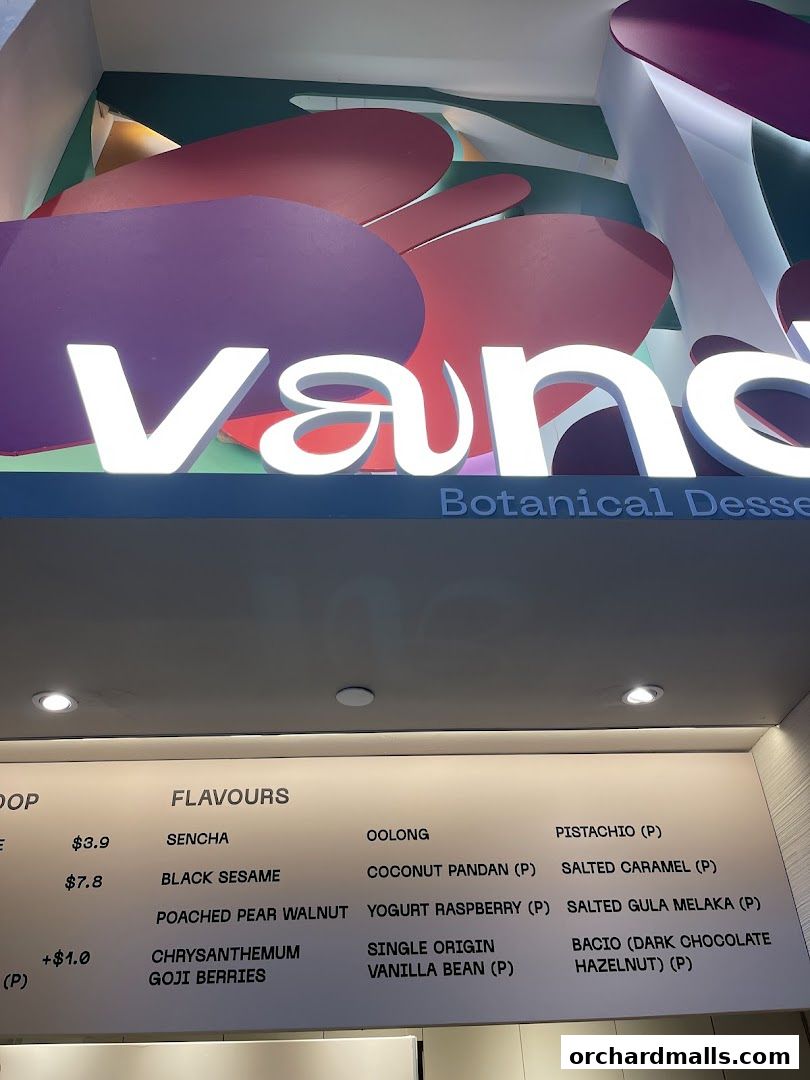 vand
Botanical Desse
OOP
FLAVOURS
E $3.9
SENCHA
OOLONG
PISTACHIO (P)
$7.8
BLACK SESAME
COCONUT PANDAN (P)
SALTED CARAMEL (P)
POACHED PEAR WALNUT
YOGURT RASPBERRY (P)
SALTED GULA MELAKA (P)
+$1.0
(P)
CHRYSANTHEMUM
GOJI BERRIES
SINGLE ORIGIN
VANILLA BEAN (P)
BACIO (DARK CHOCOLATE
HAZELNUT) (P)
orchardmalls.com